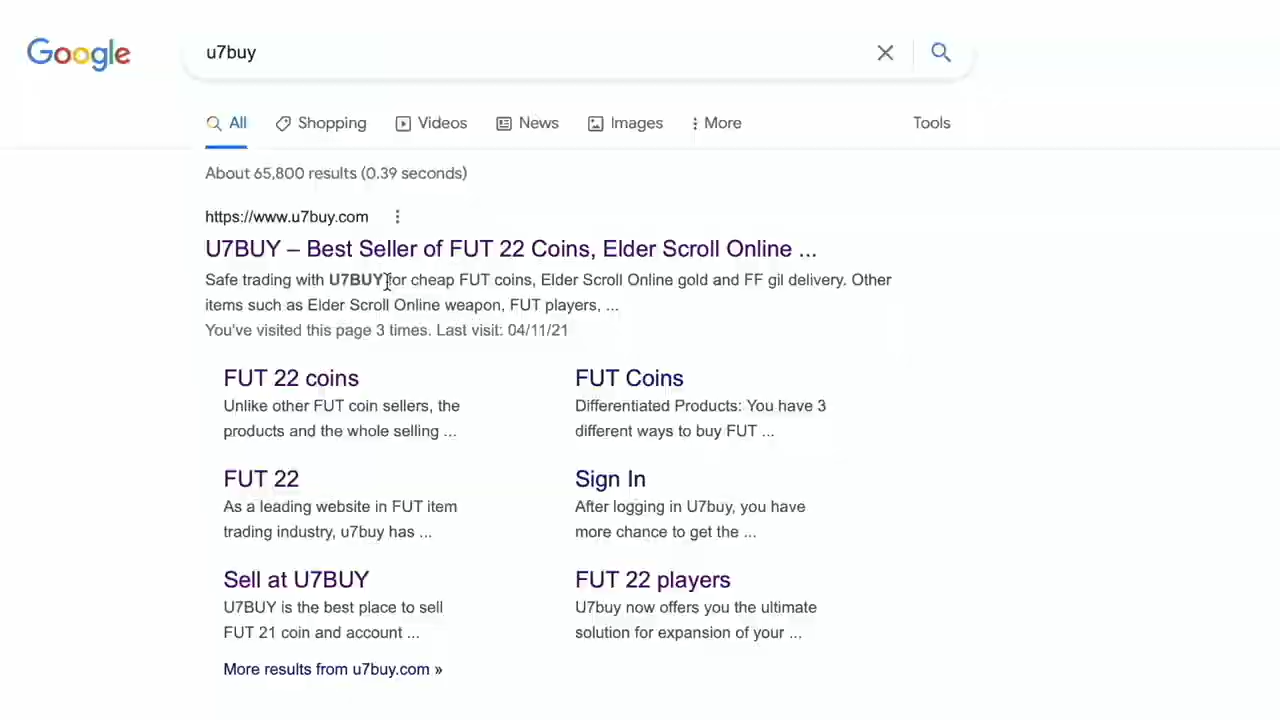 Google
u7buy
All Shopping Videos News Images More Tools
About 65,800 results (0.39 seconds)
https://www.u7buy.com
U7BUY – Best Seller of FUT 22 Coins, Elder Scroll Online ...
Safe trading with U7BUY for cheap FUT coins, Elder Scroll Online gold and FF gil delivery. Other
items such as Elder Scroll Online weapon, FUT players, ...
You've visited this page 3 times. Last visit: 04/11/21
FUT 22 coins
Unlike other FUT coin sellers, the
products and the whole selling ...
FUT Coins
Differentiated Products: You have 3
different ways to buy FUT ...
FUT 22
As a leading website in FUT item
trading industry, u7buy has ...
Sign In
After logging in U7buy, you have
more chance to get the ...
Sell at U7BUY
U7BUY is the best place to sell
FUT 21 coin and account ...
FUT 22 players
U7buy now offers you the ultimate
solution for expansion of your ...
More results from u7buy.com »